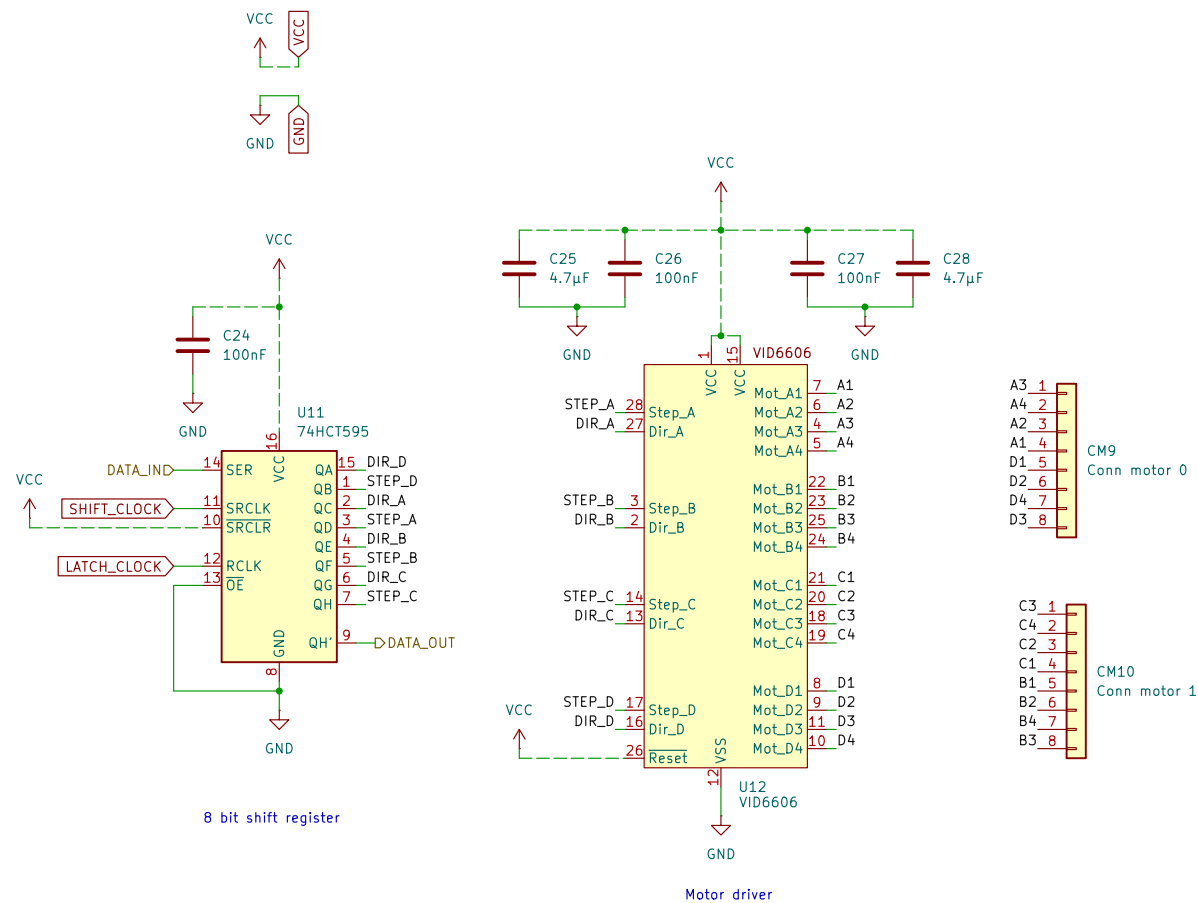 VCC
VCC
GND
GND
VCC
C24
100nF
GND
U11
74HCT595
VCC
DATA_IN
SHIFT_CLOCK
LATCH_CLOCK
14 SER
11 SRCLK
10 SRCLR
12 RCLK
13 OE
16
VCC
GND
8
QA 15 DIR_D
QB 1 STEP_D
QC 2 DIR_A
QD 3 STEP_A
QE 4 DIR_B
QF 5 STEP_B
QG 6 DIR_C
QH 7 STEP_C
QH' 9 DATA_OUT
GND
8 bit shift register
VCC
C25
4.7µF
C26
100nF
C27
100nF
C28
4.7µF
GND
GND
1
15
VID6606
VCC
VCC
STEP_A 28 Step_A
DIR_A 27 Dir_A
STEP_B 3 Step_B
DIR_B 2 Dir_B
STEP_C 14 Step_C
DIR_C 13 Dir_C
STEP_D 17 Step_D
DIR_D 16 Dir_D
VCC
26 Reset
Mot_A1 7 A1
Mot_A2 6 A2
Mot_A3 4 A3
Mot_A4 5 A4
Mot_B1 22 B1
Mot_B2 23 B2
Mot_B3 25 B3
Mot_B4 24 B4
Mot_C1 21 C1
Mot_C2 20 C2
Mot_C3 18 C3
Mot_C4 19 C4
Mot_D1 8 D1
Mot_D2 9 D2
Mot_D3 11 D3
Mot_D4 10 D4
VSS
12
U12
VID6606
GND
Motor driver
A3 1
A4 2
A2 3
A1 4
D1 5
D2 6
D4 7
D3 8
CM9
Conn motor 0
C3 1
C4 2
C2 3
C1 4
B1 5
B2 6
B4 7
B3 8
CM10
Conn motor 1